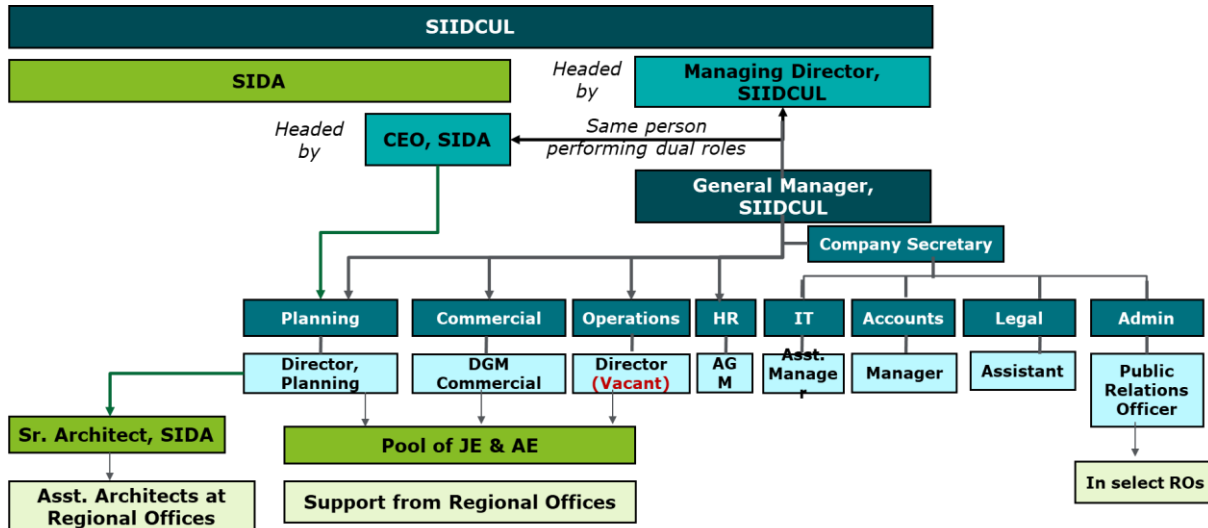 SIIDCUL
SIDA
Headed
by
Managing Director,
SIIDCUL
Headed
by
CEO, SIDA
Same person
performing dual roles
General Manager,
SIIDCUL
Company Secretary
Planning
Commercial
Operations
HR
IT
Accounts
Legal
Admin
Director,
Planning
DGM
Commercial
Director
(Vacant)
AG
M
Asst.
Manage
r
Manager
Assistant
Public
Relations
Officer
Sr. Architect, SIDA
Pool of JE & AE
In select ROs
Asst. Architects at
Regional Offices
Support from Regional Offices